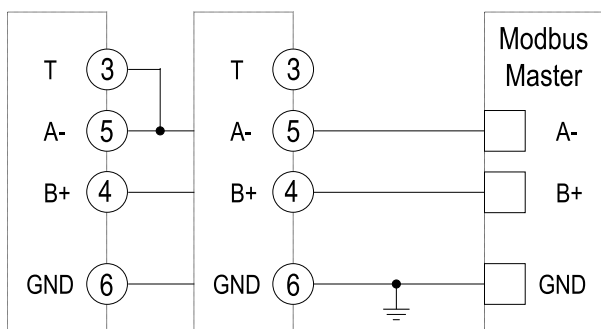 T 3 T 3 Modbus
Master
A- 5 A- 5 A-
B+ 4 B+ 4 B+
GND 6 GND 6 GND